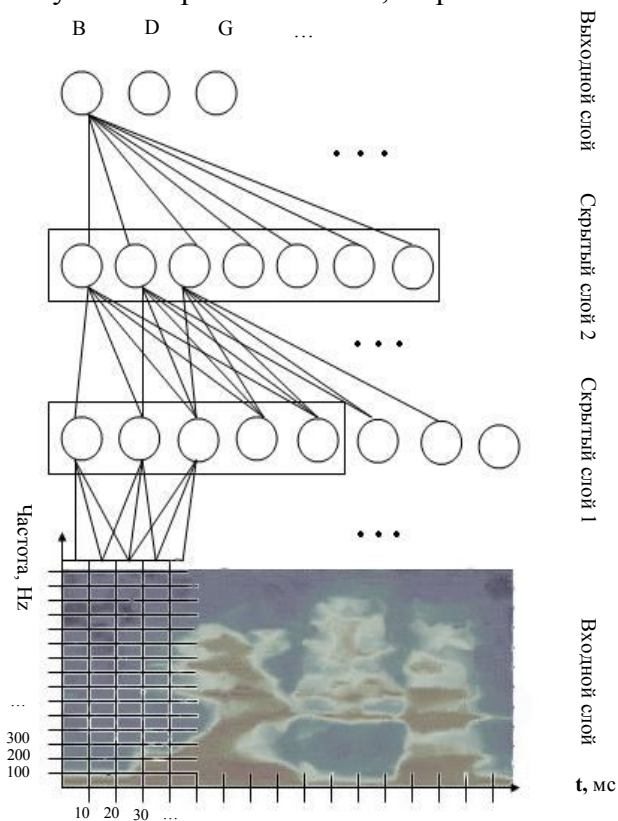 B D G ...
Выходной слой
Скрытый слой 2
Скрытый слой 1
Частота, Hz
Входной слой
...
300
200
100
t, мс
10 20 30 ...